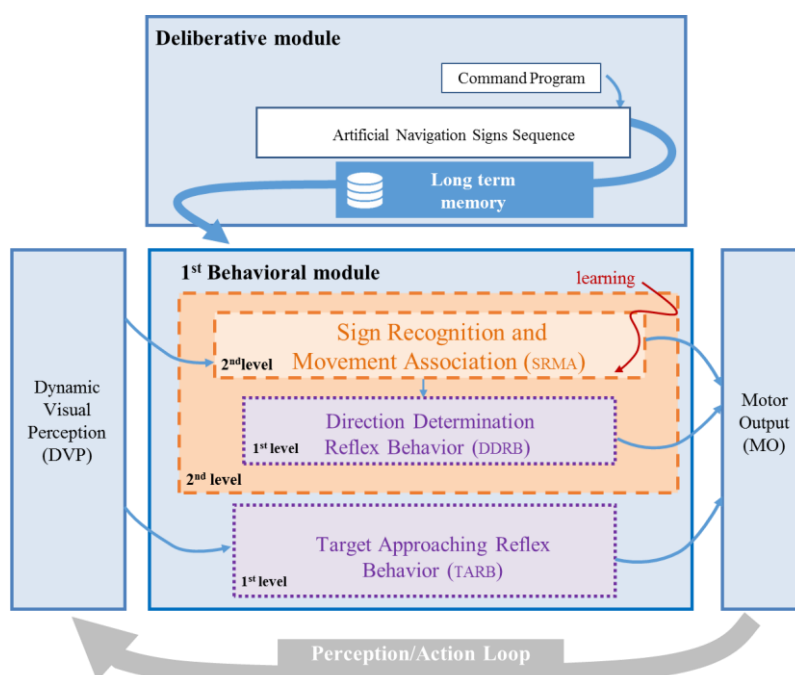 Deliberative module
Command Program
Artificial Navigation Signs Sequence
Long term
memory
1st Behavioral module
learning
Sign Recognition and
Movement Association (SRMA)
2nd level
Direction Determination
Reflex Behavior (DDRB)
1st level
2nd level
Target Approaching Reflex
Behavior (TARB)
1st level
Dynamic
Visual
Perception
(DVP)
Motor
Output
(MO)
Perception/Action Loop